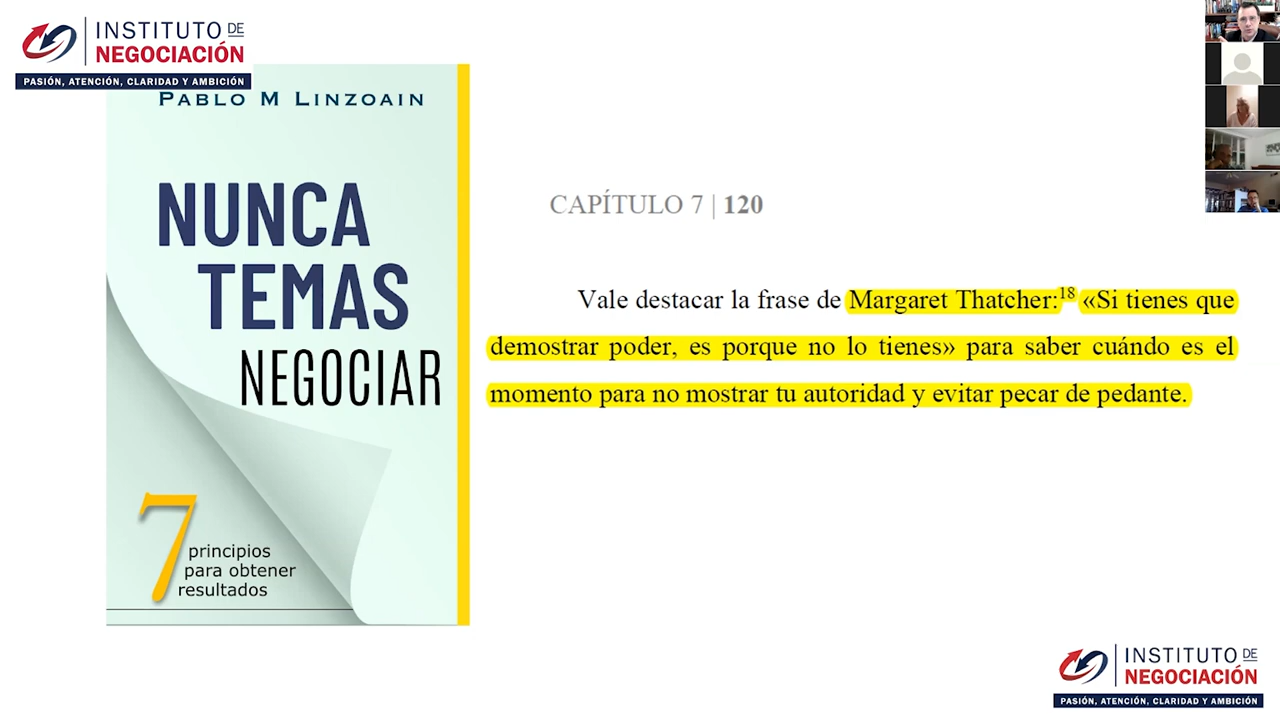 INSTITUTO DE
NEGOCIACIÓN
PASIÓN, ATENCIÓN, CLARIDAD Y AMBICIÓN
PABLO M LINZOAIN
NUNCA
TEMAS
NEGOCIAR
7
principios
para obtener
resultados
CAPÍTULO 7 | 120
Vale destacar la frase de Margaret Thatcher:18 «Si tienes que
demostrar poder, es porque no lo tienes» para saber cuándo es el
momento para no mostrar tu autoridad y evitar pecar de pedante.
INSTITUTO DE
NEGOCIACIÓN
PASIÓN, ATENCIÓN, CLARIDAD Y AMBICIÓN